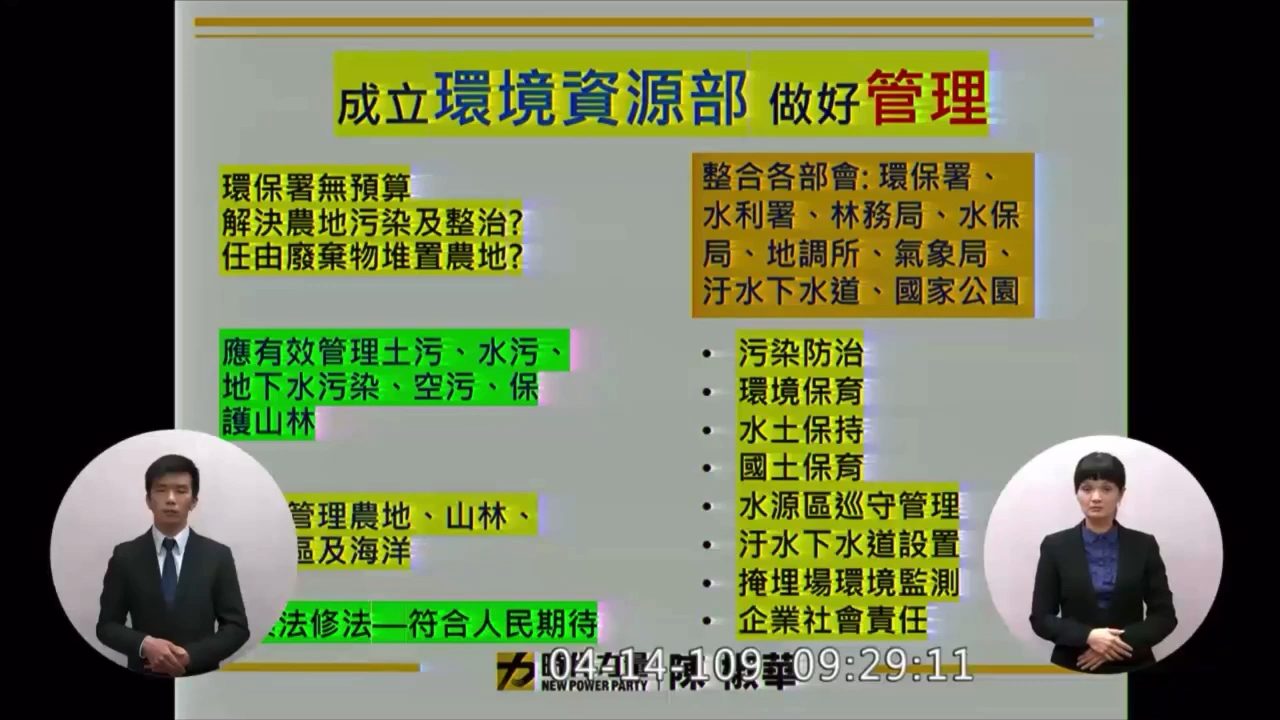 成立環境資源部 做好管理
環保署無預算
解決農地污染及整治?
任由廢棄物堆置農地?
應有效管理土污、水污、
地下水污染、空污、保
護山林
管理農地、山林、
區及海洋
法修法—符合人民期待
整合各部會: 環保署、
水利署、林務局、水保
局、地調所、氣象局、
汙水下水道、國家公園
• 污染防治
• 環境保育
• 水土保持
• 國土保育
• 水源區巡守管理
• 汙水下水道設置
• 掩埋場環境監測
• 企業社會責任
NEW POWER PARTY
04-14-109 09:29:11